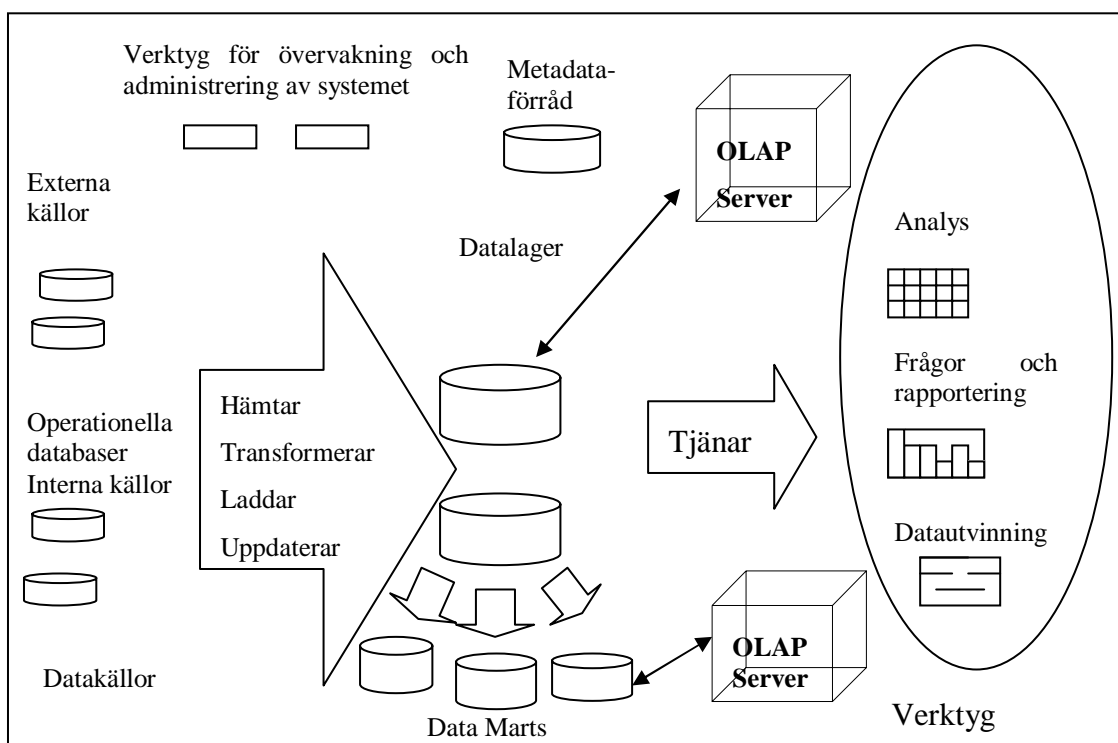 Verktyg för övervakning och
administrering av systemet
Metadata-
förråd
OLAP
Server
Externa
källor
Datalager
Analys
Hämtar
Transformerar
Laddar
Uppdaterar
Tjänar
Frågor och
rapportering
Operationella
databaser
Interna källor
Datautvinning
OLAP
Server
Datakällor
Data Marts
Verktyg